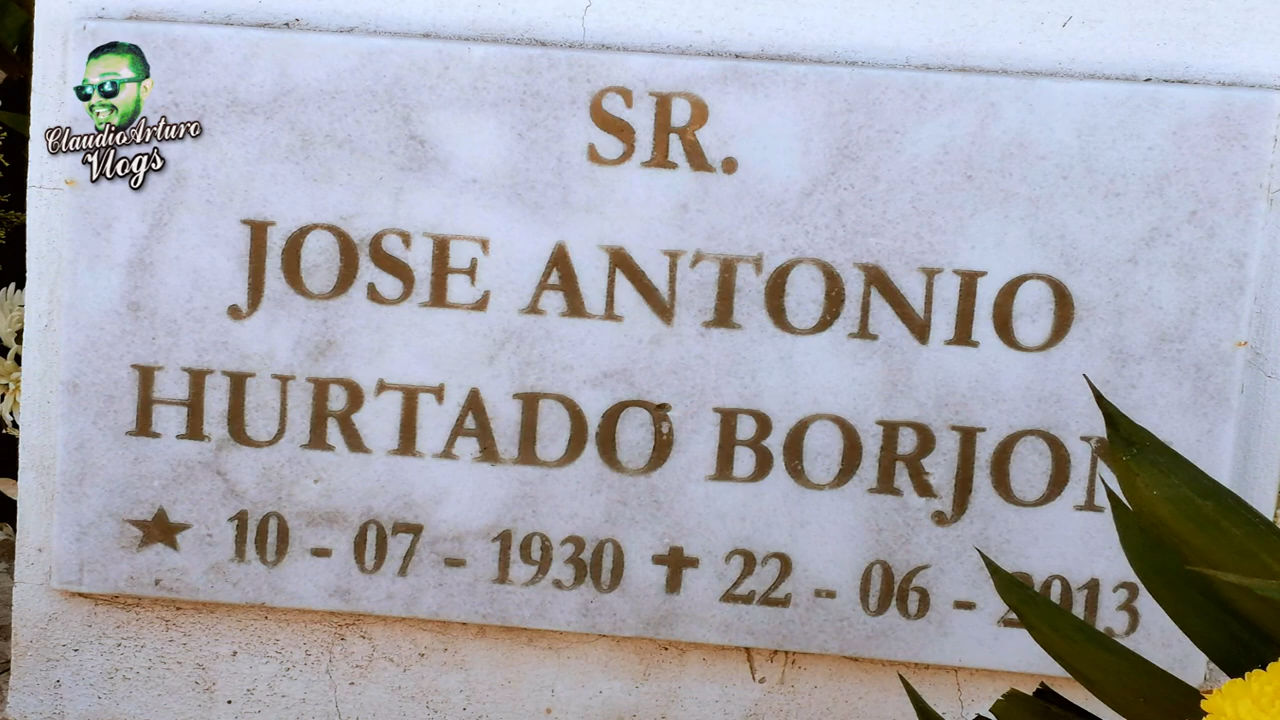 ClaudioArturo
Vlogs
SR.
JOSE ANTONIO
HURTADO BORJON
★ 10 - 07 - 1930 ✝ 22 - 06 - 2013